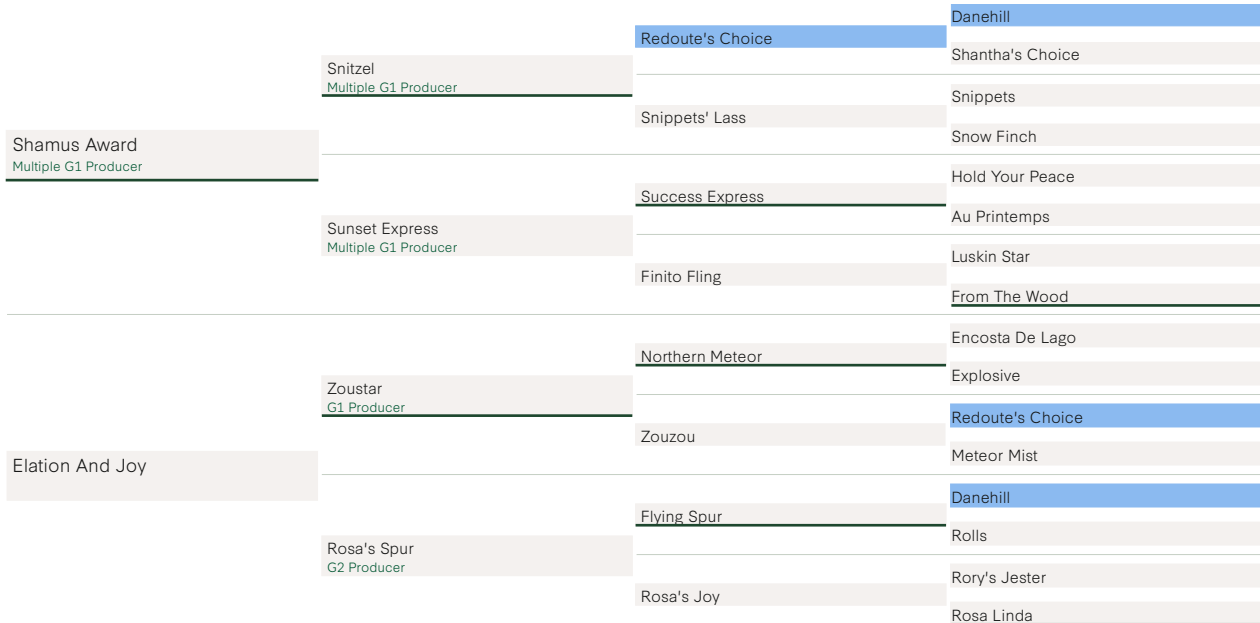 Shamus Award
Multiple G1 Producer
Elation And Joy
Snitzel
Multiple G1 Producer
Sunset Express
Multiple G1 Producer
Zoustar
G1 Producer
Rosa's Spur
G2 Producer
Redoute's Choice
Snippets' Lass
Success Express
Finito Fling
Northern Meteor
Zouzou
Flying Spur
Rosa's Joy
Danehill
Shantha's Choice
Snippets
Snow Finch
Hold Your Peace
Au Printemps
Luskin Star
From The Wood
Encosta De Lago
Explosive
Redoute's Choice
Meteor Mist
Danehill
Rolls
Rory's Jester
Rosa Linda